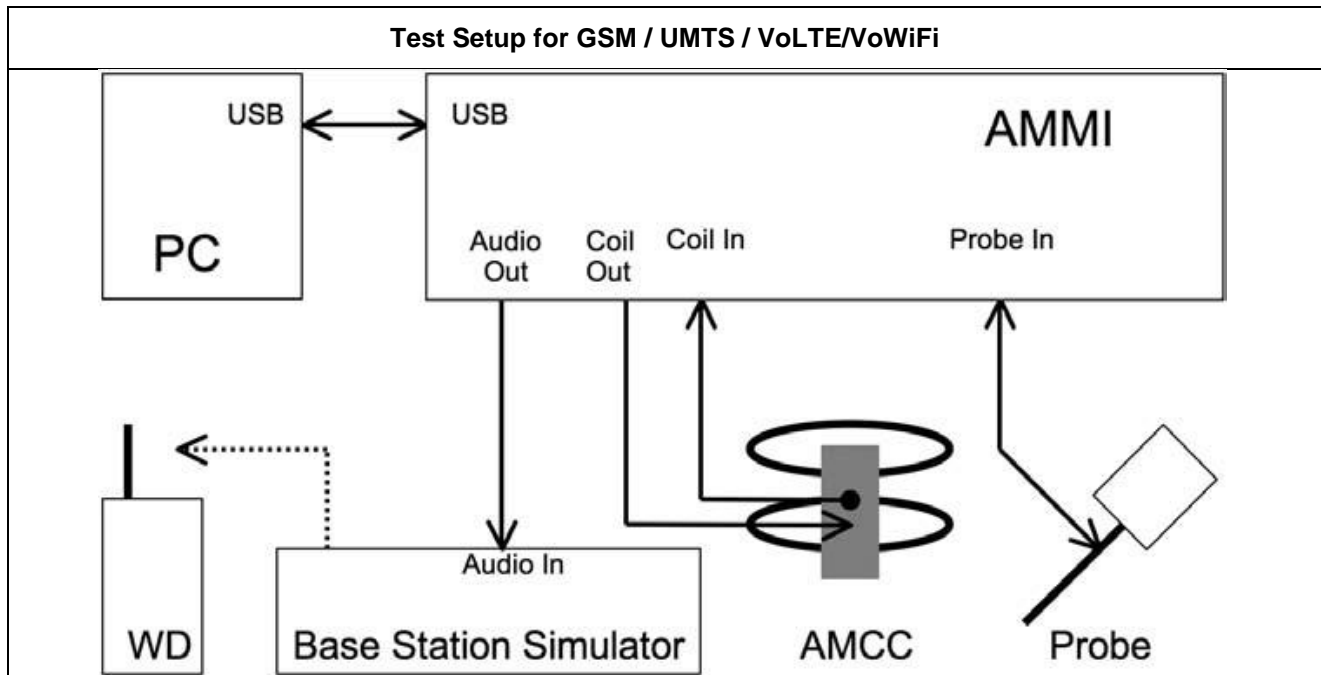 Test Setup for GSM / UMTS / VoLTE/VoWiFi
USB
USB
AMMI
PC
Audio
Out
Coil
Out
Coil In
Probe In
Audio In
WD
Base Station Simulator
AMCC
Probe